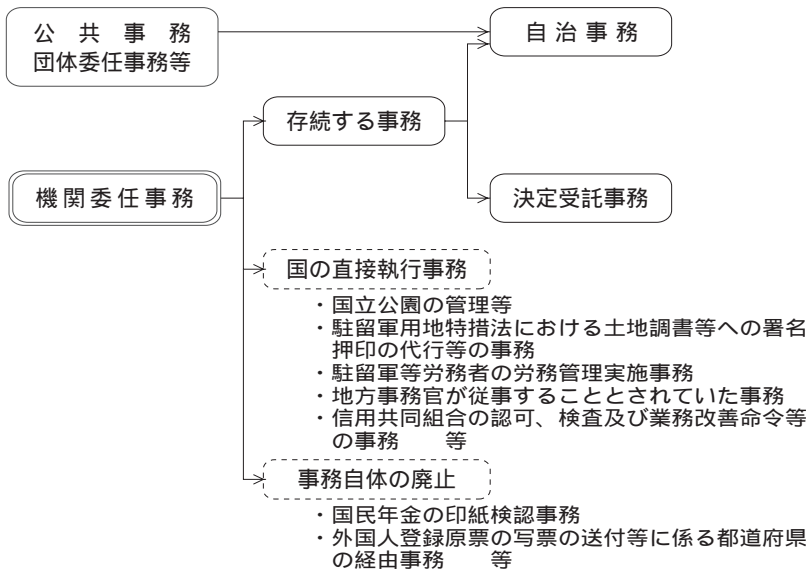 公共事務
団体委任事務等
自治事務
存続する事務
機関委任事務
決定受託事務
国の直接執行事務
・国立公園の管理等
・駐留軍用地特措法における土地調書等への署名
押印の代行等の事務
・駐留軍等労務者の労務管理実施事務
・地方事務官が従事することとされていた事務
・信用共同組合の認可、検査及び業務改善命令等
の事務　等
事務自体の廃止
・国民年金の印紙検認事務
・外国人登録原票の写票の送付等に係る都道府県
の経由事務　等